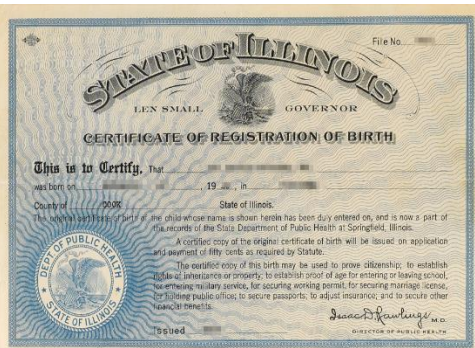 File No.
STATE OF ILLINOIS
LEN SMALL GOVERNOR
CERTIFICATE OF REGISTRATION OF BIRTH
This is to Certify, That
was born on , 19 , in
County of COOK State of Illinois.
The original certificate of birth of the child whose name is shown herein has been duly entered on, and is now a part of
the records of the State Department of Public Health at Springfield, Illinois.
A certified copy of the original certificate of birth will be issued on application
and payment of fifty cents as required by Statute.
The certified copy of this birth may be used to prove citizenship; to establish
rights of inheritance or property; to establish proof of age for entering or leaving school,
for entering military service, for securing working permit, for securing marriage license,
for holding public office; to secure passports; to adjust insurance; and to secure other
financial benefits.
DEPT OF PUBLIC HEALTH
STATE OF ILLINOIS
Isaac D Rawlings M.D.
DIRECTOR OF PUBLIC HEALTH
Issued